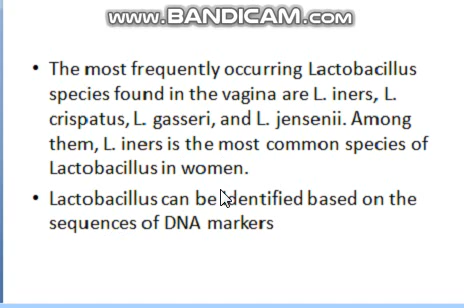 www.BANDICAM.com
• The most frequently occurring Lactobacillus
species found in the vagina are L. iners, L.
crispatus, L. gasseri, and L. jensenii. Among
them, L. iners is the most common species of
Lactobacillus in women.
• Lactobacillus can be identified based on the
sequences of DNA markers